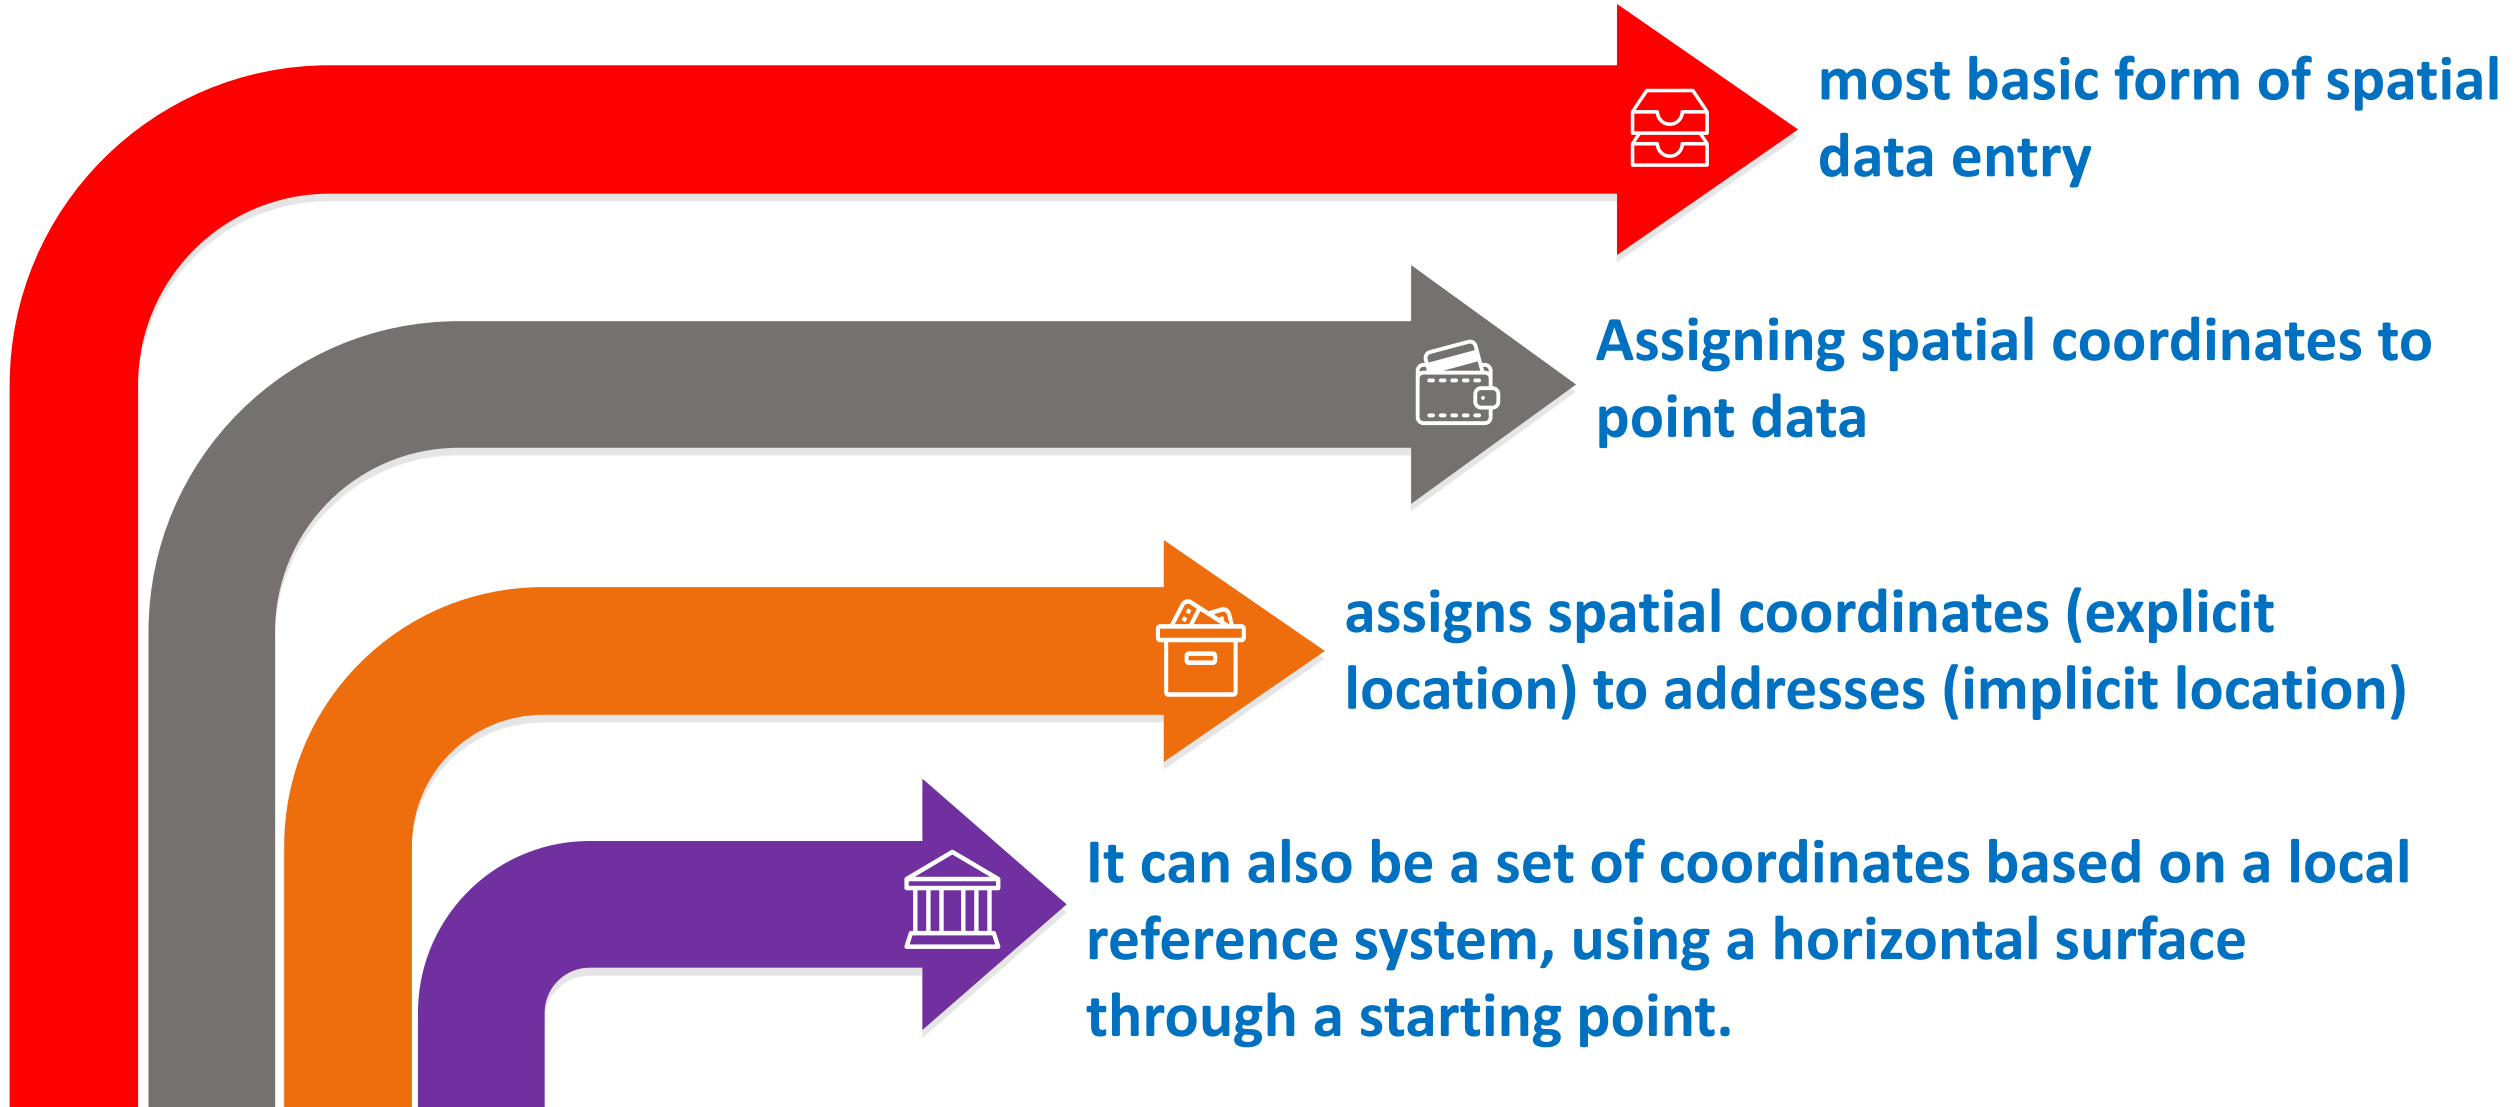 most basic form of spatial
data entry
Assigning spatial coordinates to
point data
assigns spatial coordinates (explicit
location) to addresses (implicit location)
It can also be a set of coordinates based on a local
reference system, using a horizontal surface
through a starting point.